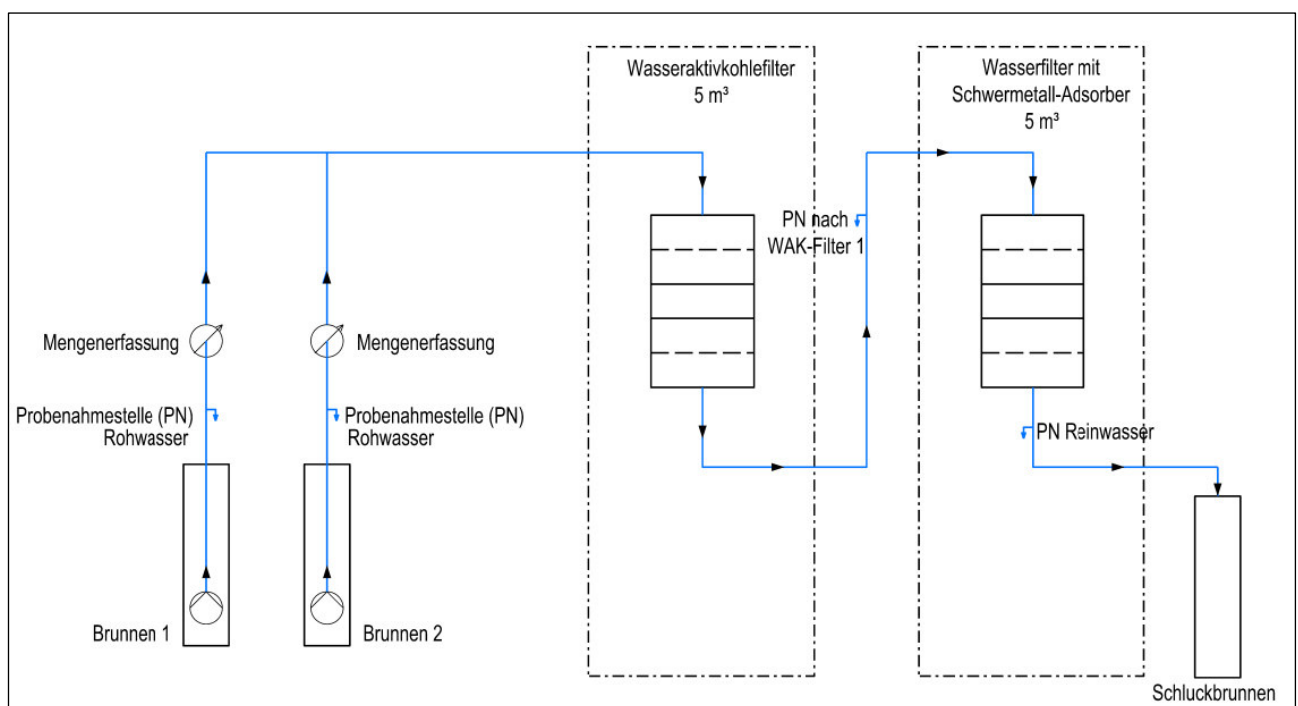 Wasseraktivkohlefilter
5 m³
Wasserfilter mit
Schwermetall-Adsorber
5 m³
PN nach
WAK-Filter 1
Mengenerfassung
Mengenerfassung
Probenahmestelle (PN)
Rohwasser
Probenahmestelle (PN)
Rohwasser
PN Reinwasser
Brunnen 1
Brunnen 2
Schluckbrunnen